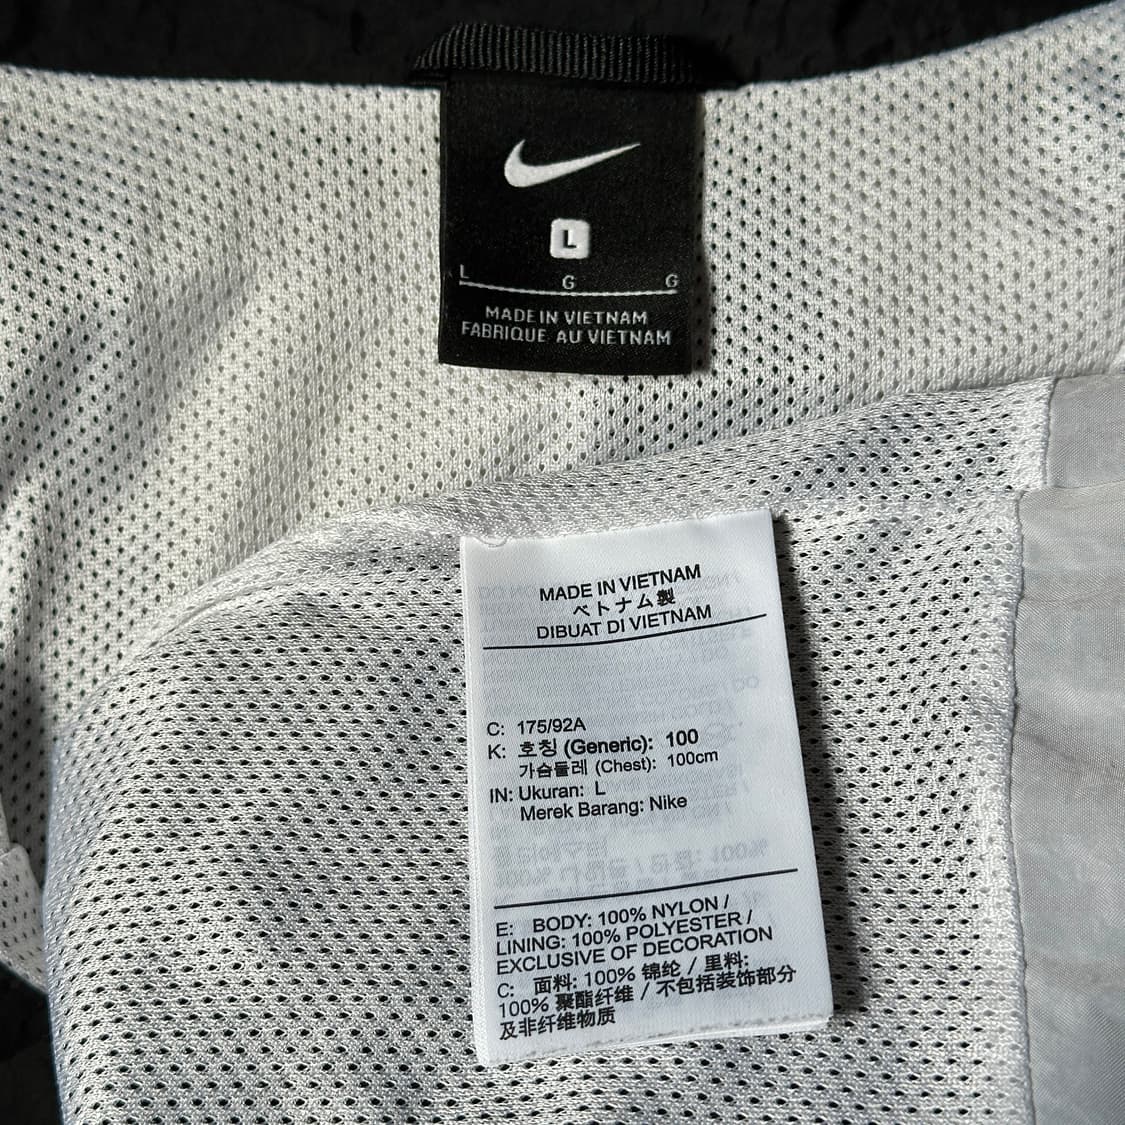 L
L G G
MADE IN VIETNAM
FABRIQUE AU VIETNAM
MADE IN VIETNAM
ベトナム製
DIBUAT DI VIETNAM
C: 175/92A
K: 호칭 (Generic): 100
가슴둘레 (Chest): 100cm
IN: Ukuran: L
Merek Barang: Nike
E: BODY: 100% NYLON /
LINING: 100% POLYESTER /
EXCLUSIVE OF DECORATION
C: 面料: 100% 锦纶 / 里料:
100% 聚酯纤维 / 不包括装饰部分
及非纤维物质